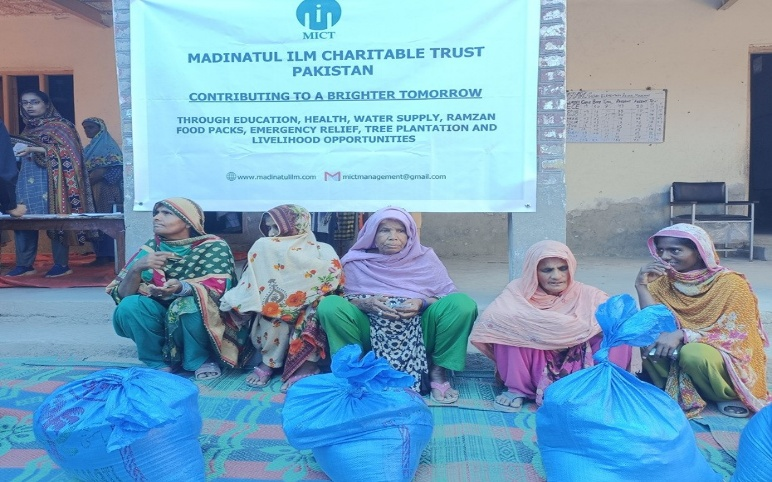 MICT
MADINATUL ILM CHARITABLE TRUST
PAKISTAN
CONTRIBUTING TO A BRIGHTER TOMORROW
THROUGH EDUCATION, HEALTH, WATER SUPPLY, RAMZAN
FOOD PACKS, EMERGENCY RELIEF, TREE PLANTATION AND
LIVELIHOOD OPPORTUNITIES
www.madinatulilm.com mictmanagement@gmail.com